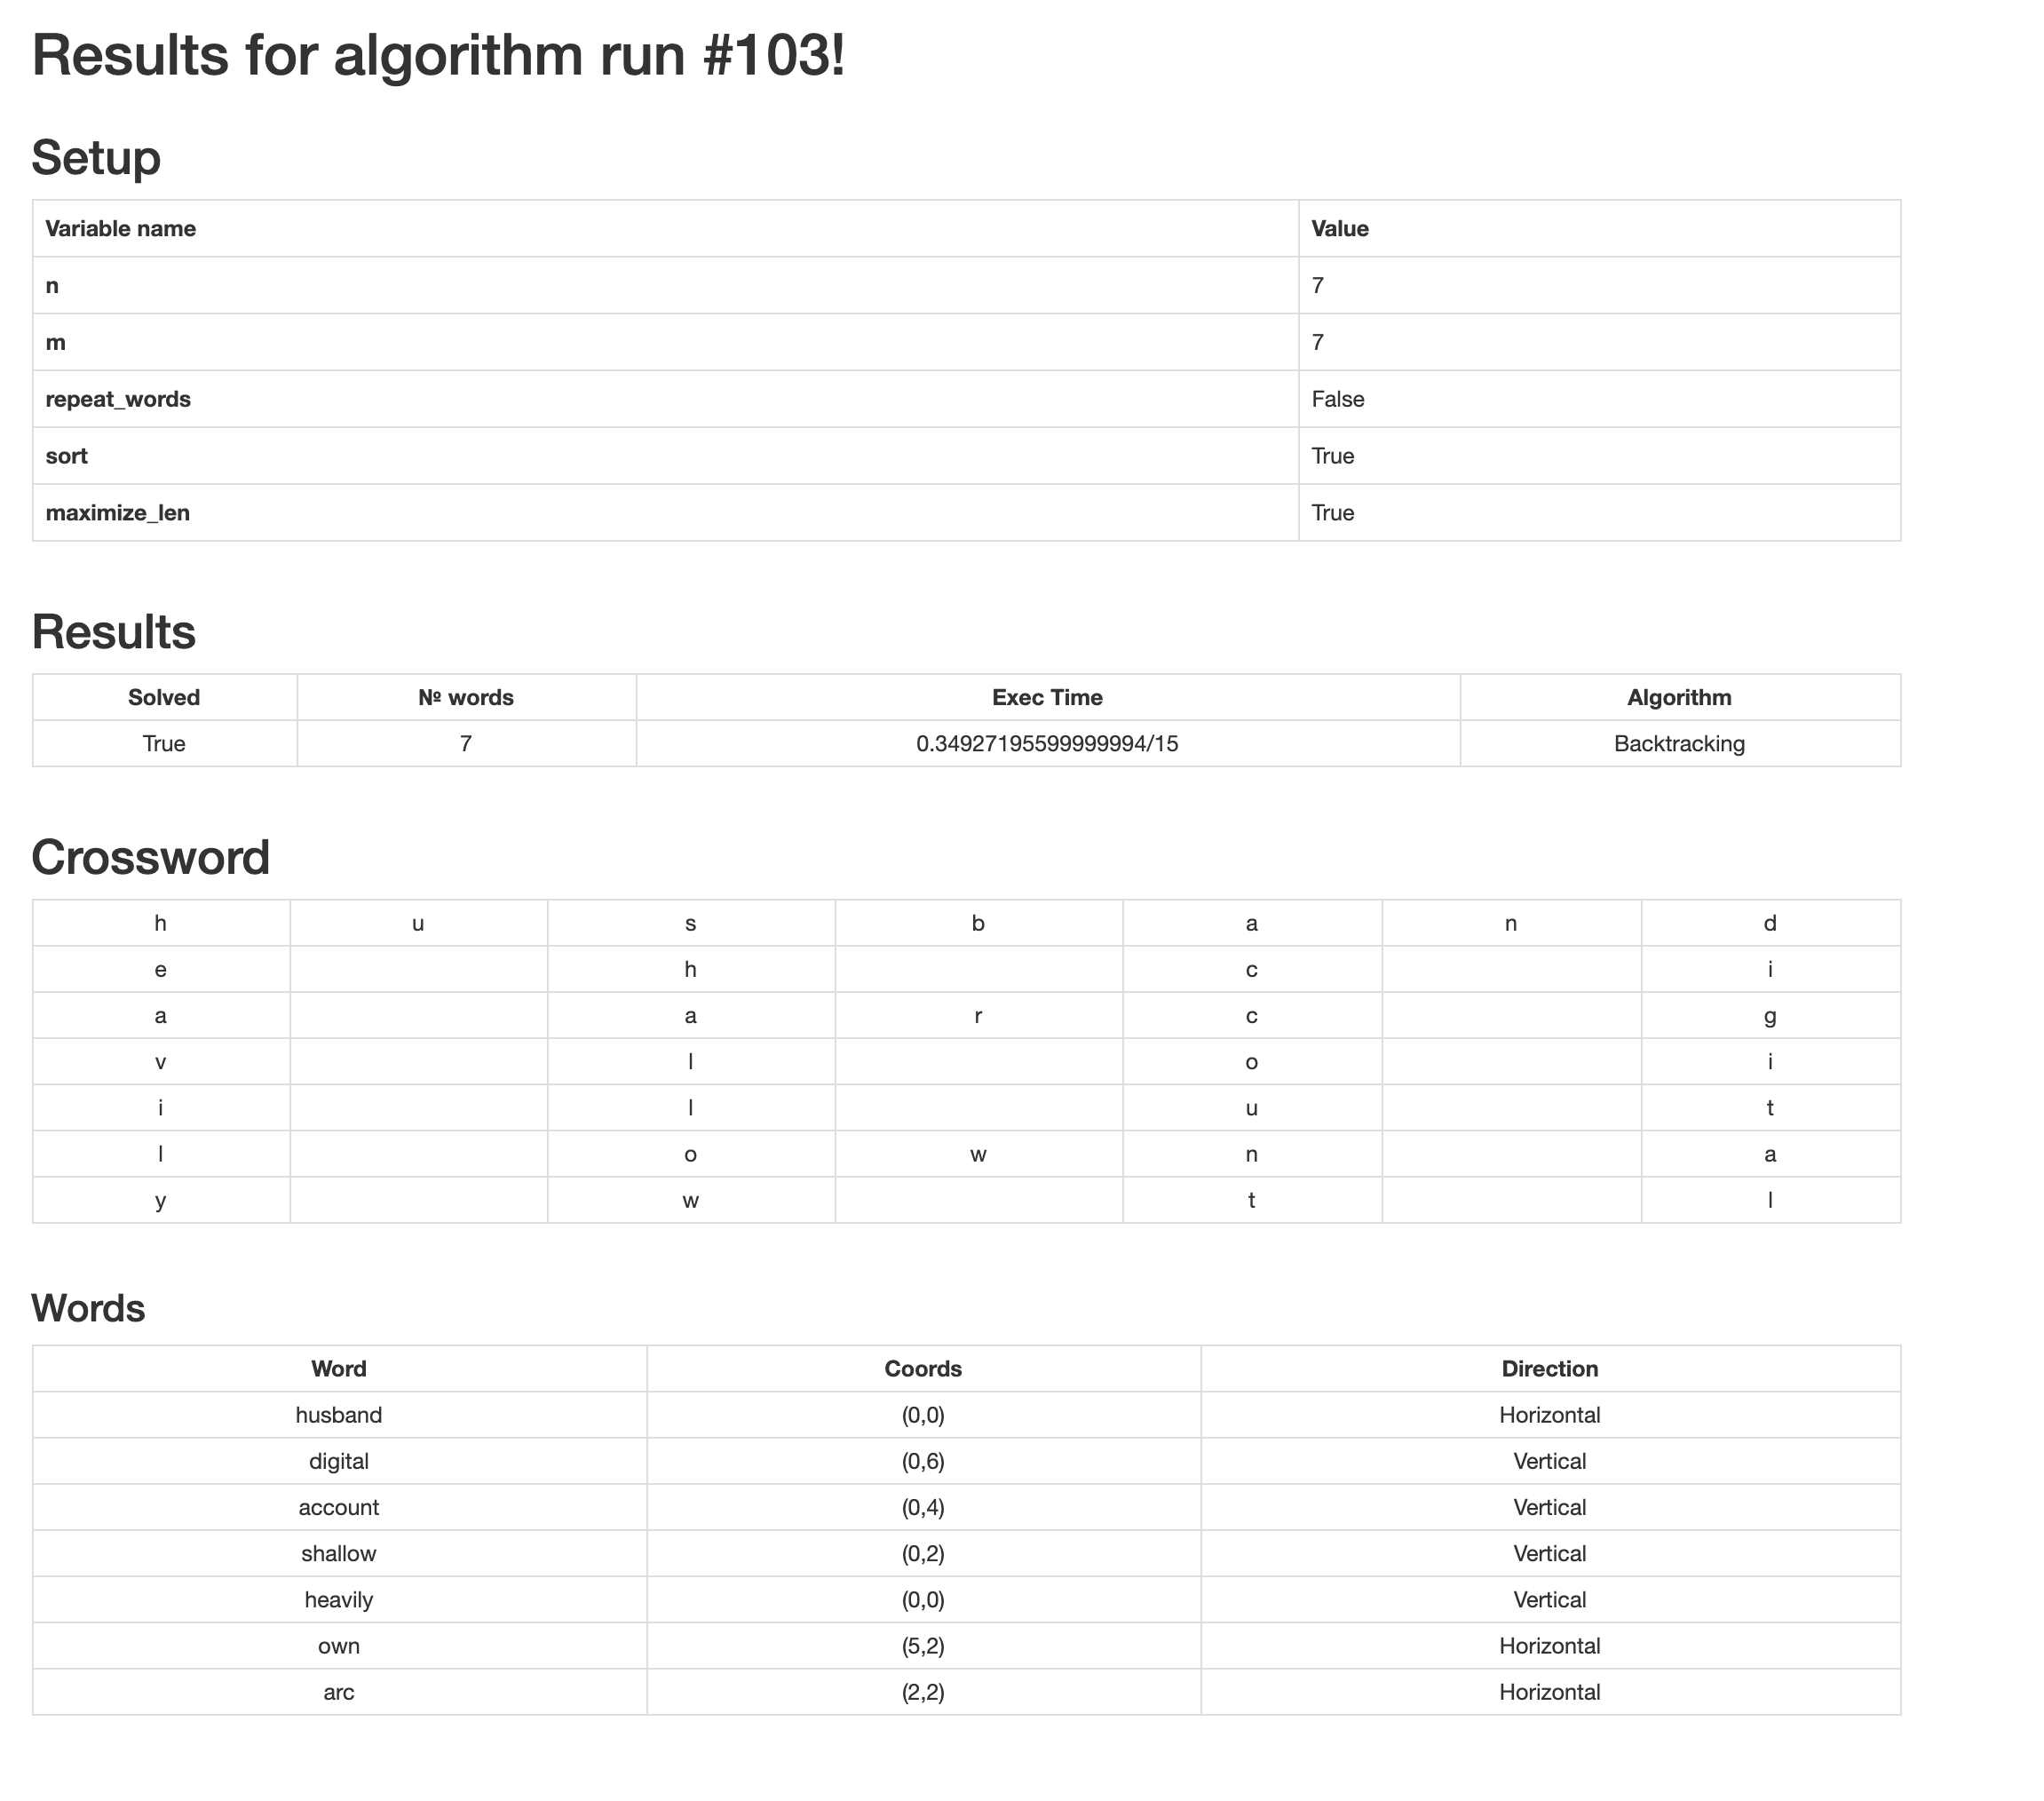 Results for algorithm run #103!
Setup
Variable name Value
n 7
m 7
repeat_words False
sort True
maximize_len True
Results
Solved Nº words Exec Time Algorithm
True 7 0.34927195599999994/15 Backtracking
Crossword
h u s b a n d
e h c i
a a r c g
v l o i
i l u t
l o w n a
y w t l
Words
Word Coords Direction
husband (0,0) Horizontal
digital (0,6) Vertical
account (0,4) Vertical
shallow (0,2) Vertical
heavily (0,0) Vertical
own (5,2) Horizontal
arc (2,2) Horizontal